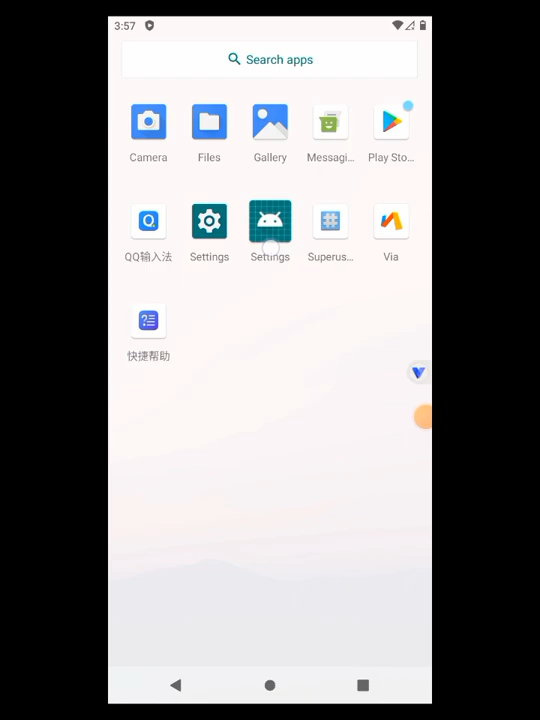 3:57
Search apps
Camera
Files
Gallery
Messagi...
Play Sto...
QQ输入法
Settings
Settings
Superus...
Via
快捷帮助